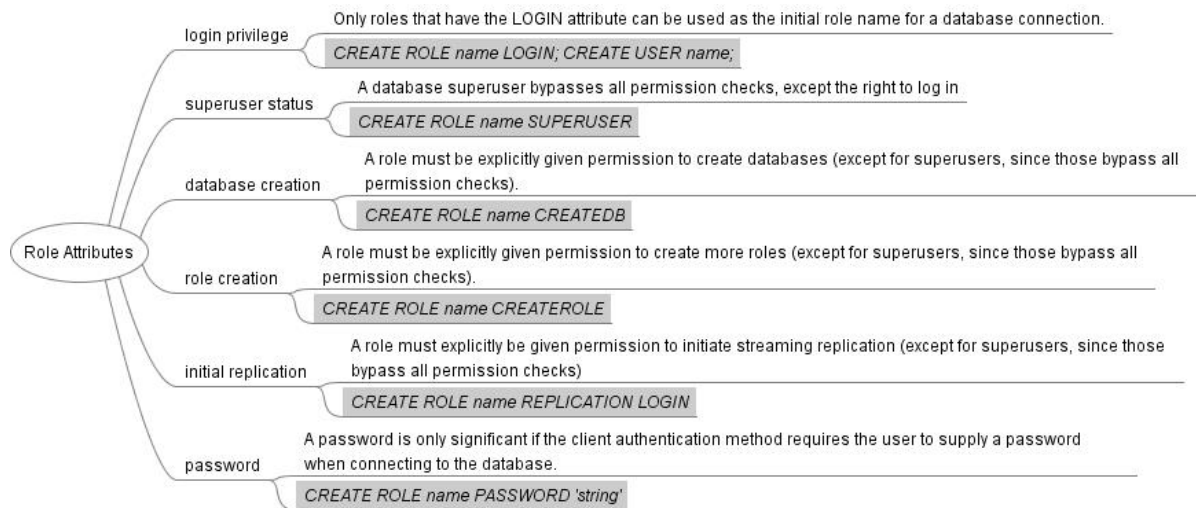 Role Attributes
login privilege
Only roles that have the LOGIN attribute can be used as the initial role name for a database connection.
CREATE ROLE name LOGIN; CREATE USER name;
superuser status
A database superuser bypasses all permission checks, except the right to log in
CREATE ROLE name SUPERUSER
database creation
A role must be explicitly given permission to create databases (except for superusers, since those bypass all
permission checks).
CREATE ROLE name CREATEDB
role creation
A role must be explicitly given permission to create more roles (except for superusers, since those bypass all
permission checks).
CREATE ROLE name CREATEROLE
initial replication
A role must explicitly be given permission to initiate streaming replication (except for superusers, since those
bypass all permission checks)
CREATE ROLE name REPLICATION LOGIN
password
A password is only significant if the client authentication method requires the user to supply a password
when connecting to the database.
CREATE ROLE name PASSWORD 'string'